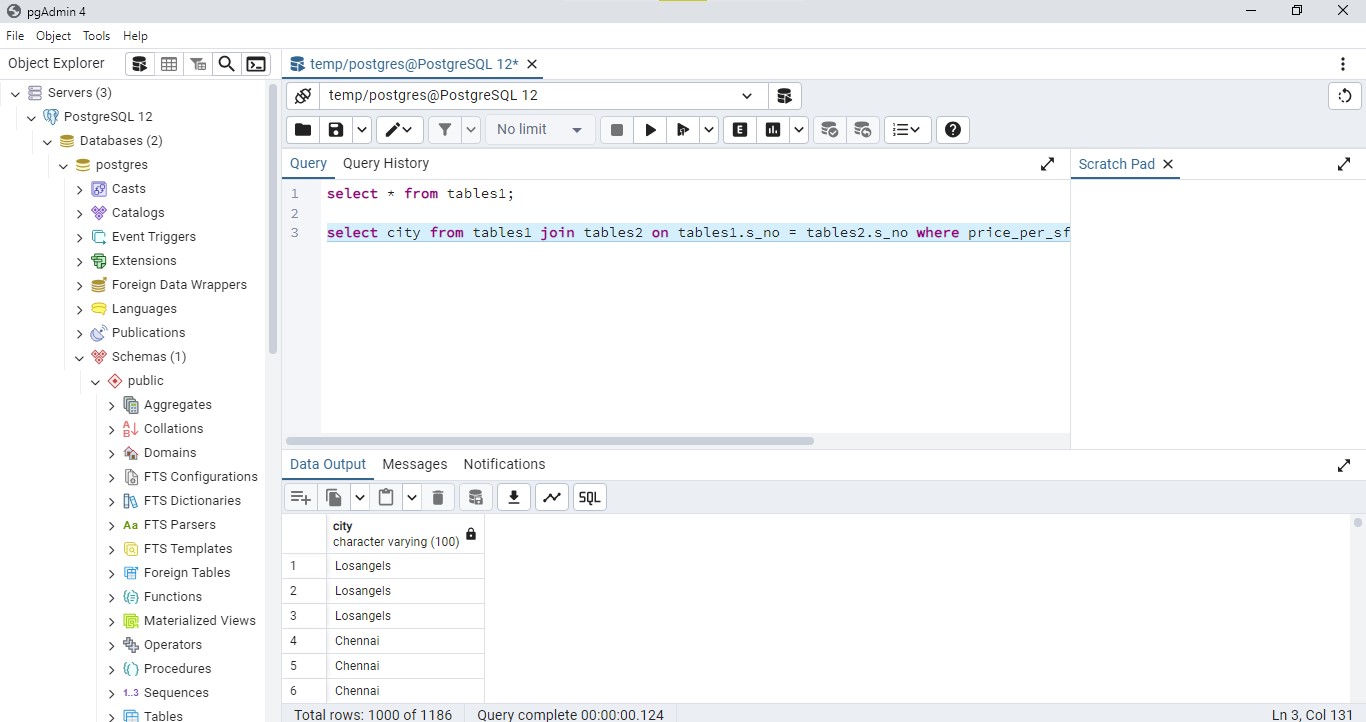 pgAdmin 4
File Object Tools Help
Object Explorer
temp/postgres@PostgreSQL 12*
Servers (3)
PostgreSQL 12
Databases (2)
postgres
Casts
Catalogs
Event Triggers
Extensions
Foreign Data Wrappers
Languages
Publications
Schemas (1)
public
Aggregates
Collations
Domains
FTS Configurations
FTS Dictionaries
Aa FTS Parsers
FTS Templates
Foreign Tables
Functions
Materialized Views
Operators
Procedures
1..3 Sequences
Tables
temp/postgres@PostgreSQL 12
No limit
E
Query Query History
Scratch Pad
1 select * from tables1;
2
3 select city from tables1 join tables2 on tables1.s_no = tables2.s_no where price_per_sf
Data Output Messages Notifications
SQL
city
character varying (100)
1 Losangels
2 Losangels
3 Losangels
4 Chennai
5 Chennai
6 Chennai
Total rows: 1000 of 1186 Query complete 00:00:00.124 Ln 3, Col 131